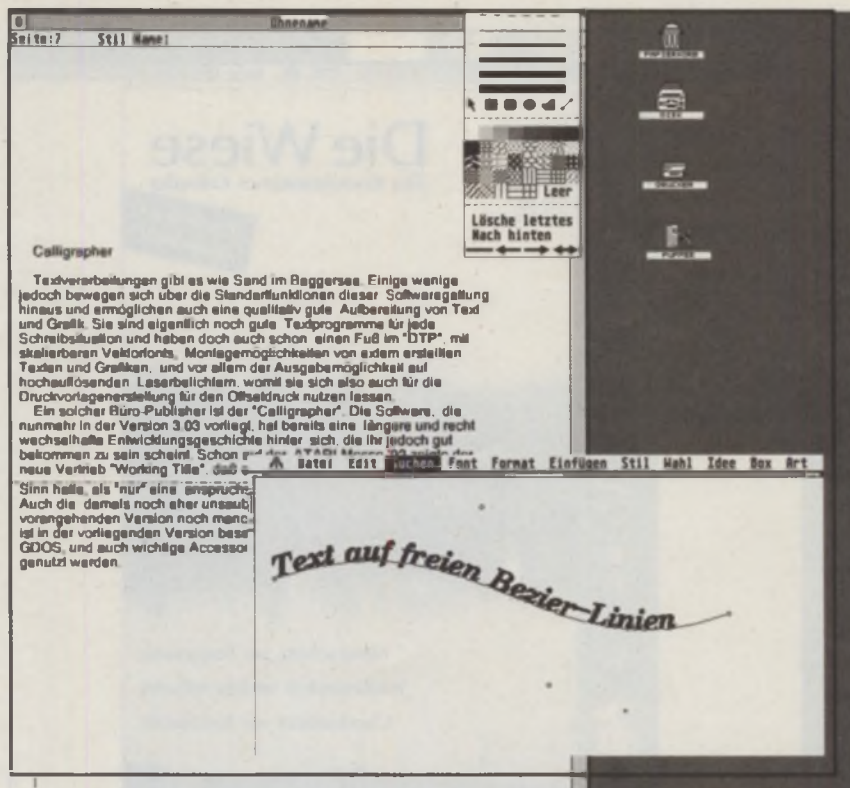 Ohnename
Seite:? Stil Name:
Leer
Lösche letztes
Nach hinten
PAPIERKORB
DISK
DRUCKER
PUFFER
Calligrapher
Textverarbeitungen gibt es wie Sand im Baggersee. Einige wenige
jedoch bewegen sich über die Standartfunktionen dieser Softwaregattung
hinaus und ermöglichen auch eine qualitativ gute Aufbereitung von Text
und Grafik. Sie sind eigentlich noch gute Textprogramme für jede
Schreibsituation und haben doch auch schon einen Fuß im "DTP", mit
skalierbaren Vektorfonts, Montagemöglichkeiten von extern erstellten
Texten und Grafiken, und vor allem der Ausgabemöglichkeit auf
hochauflösenden Laserbelichtern, womit sie sich also auch für die
Druckvorlagenerstellung für den Offsetdruck nutzen lassen.
Ein solcher Büro-Publisher ist der "Calligrapher". Die Software, die
nunmehr in der Version 3.03 vorliegt, hat bereits eine längere und recht
wechselhafte Entwicklungsgeschichte hinter sich, die ihr jedoch gut
bekommen zu sein scheint. Schon auf der ATARI Messe '92 zeigte der
neue Vertrieb "Working Title", daß
Sinn hatte, als "nur" eine
Auch die damals noch eher
vorangehenden Version noch
ist in der vorliegenden Version
GDOS, und auch wichtige
genutzt werden.
Datei Edit Suchen Font Format Einfügen Stil Wahl Idee Box Art
Text auf freien Bezier-Linien